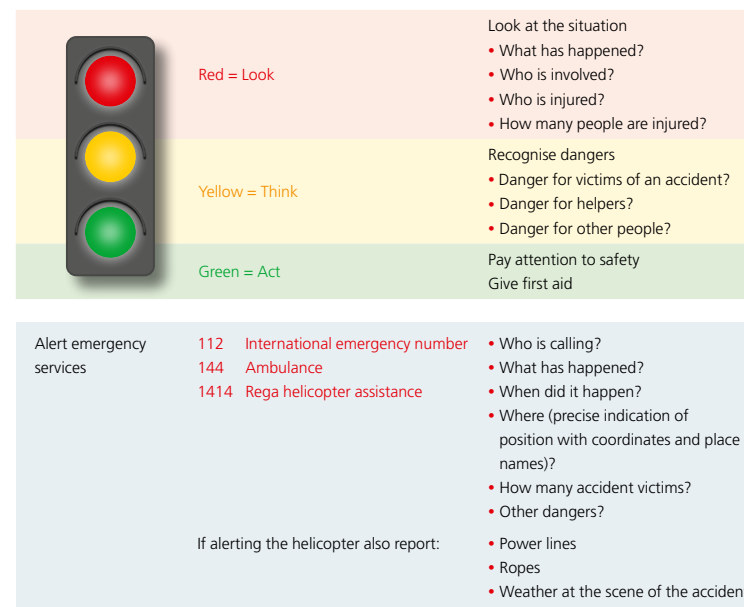 Look at the situation
• What has happened?
Red = Look
• Who is involved?
• Who is injured?
• How many people are injured?
Recognise dangers
• Danger for victims of an accident?
Yellow = Think
• Danger for helpers?
• Danger for other people?
Green = Act
Pay attention to safety
Give first aid
Alert emergency
services
112 International emergency number
144 Ambulance
1414 Rega helicopter assistance
• Who is calling?
• What has happened?
• When did it happen?
• Where (precise indication of
position with coordinates and place
names)?
• How many accident victims?
• Other dangers?
If alerting the helicopter also report:
• Power lines
• Ropes
• Weather at the scene of the acciden